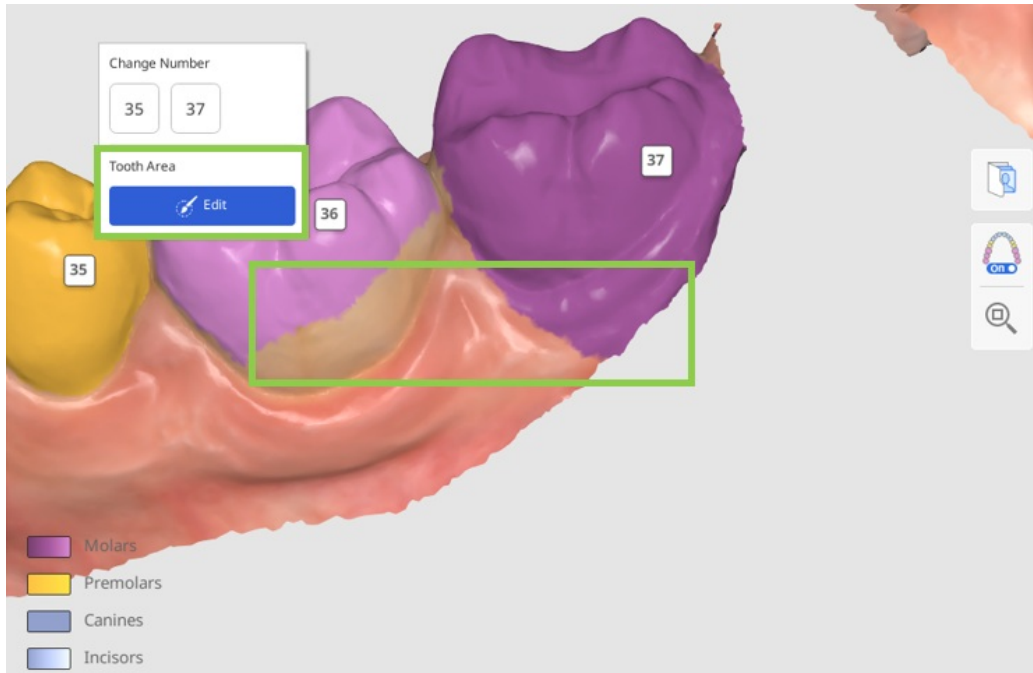 Change Number
35 37
Tooth Area
Edit
36
37
35
On
Molars
Premolars
Canines
Incisors